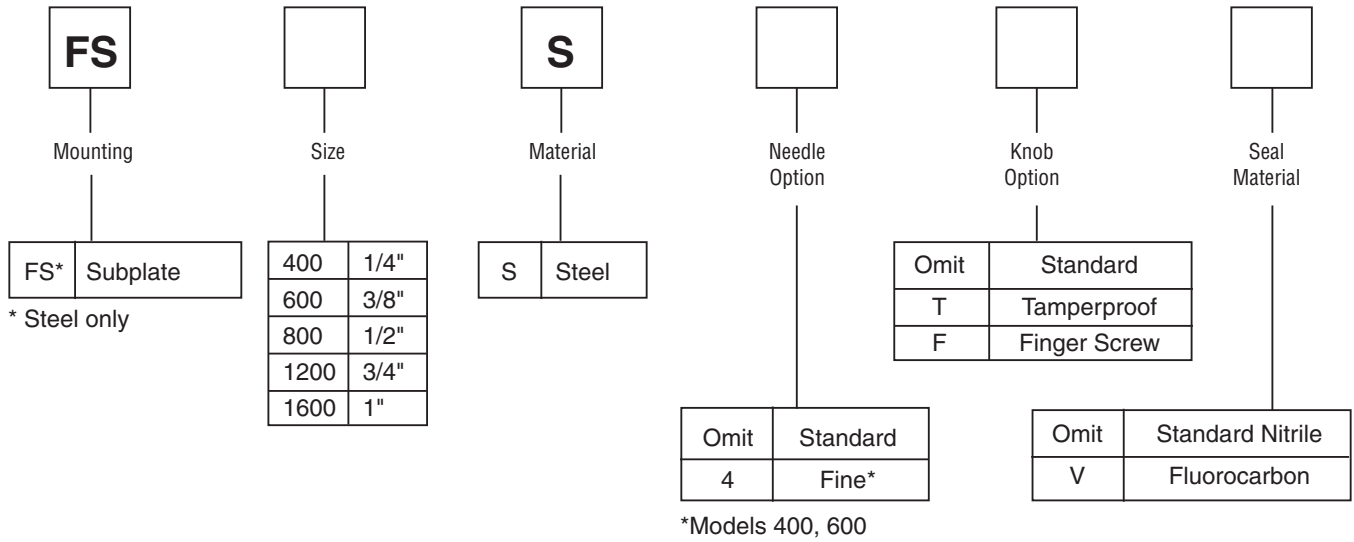 FS
S
Mounting
Size
Material
Needle
Option
Knob
Option
Seal
Material
FS* Subplate
* Steel only
400 1/4"
600 3/8"
800 1/2"
1200 3/4"
1600 1"
S Steel
Omit Standard
4 Fine*
*Models 400, 600
Omit Standard
T Tamperproof
F Finger Screw
Omit Standard Nitrile
V Fluorocarbon